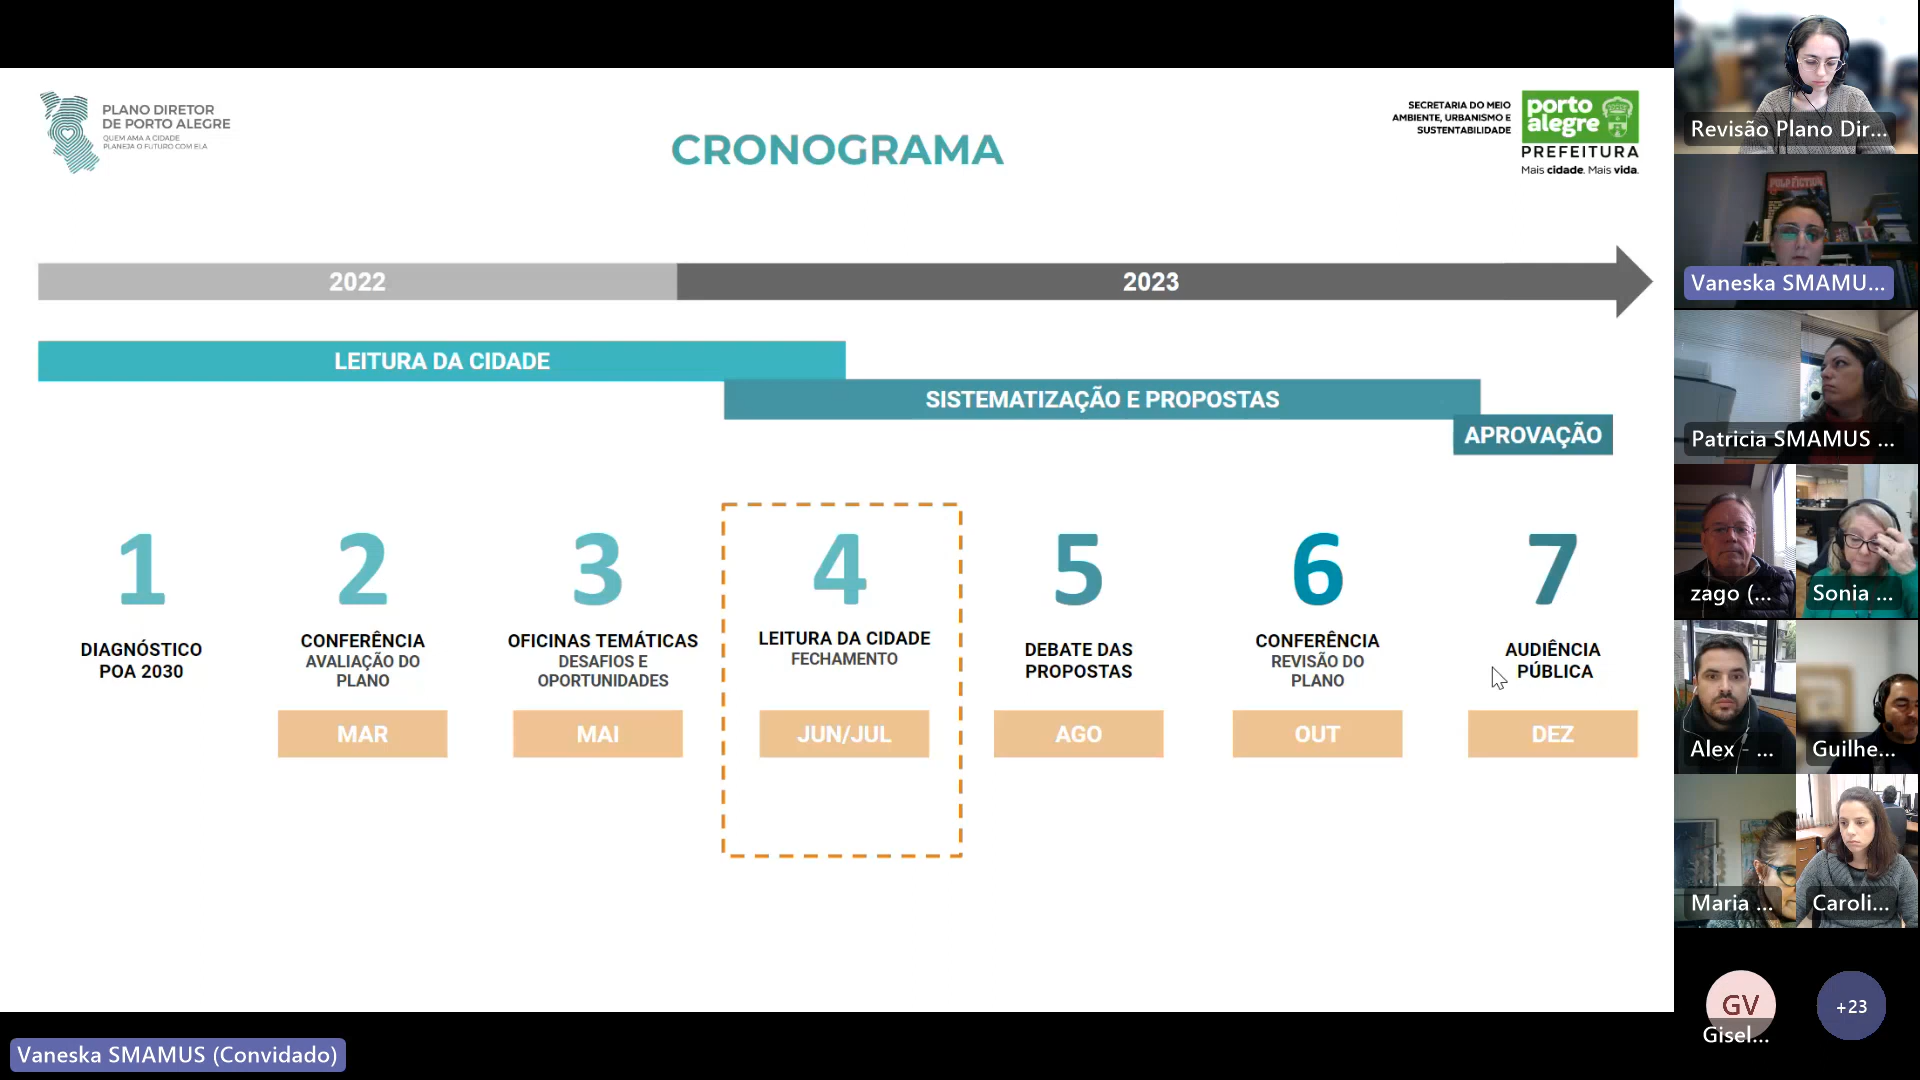 PLANO DIRETOR
DE PORTO ALEGRE
QUEM AMA A CIDADE
PLANEJA O FUTURO COM ELA
CRONOGRAMA
SECRETARIA DO MEIO
AMBIENTE, URBANISMO E
SUSTENTABILIDADE
porto
alegre
PREFEITURA
Mais cidade. Mais vida.
2022
2023
LEITURA DA CIDADE
SISTEMATIZAÇÃO E PROPOSTAS
APROVAÇÃO
1
DIAGNÓSTICO
POA 2030
2
CONFERÊNCIA
AVALIAÇÃO DO
PLANO
MAR
3
OFICINAS TEMÁTICAS
DESAFIOS E
OPORTUNIDADES
MAI
4
LEITURA DA CIDADE
FECHAMENTO
JUN/JUL
5
DEBATE DAS
PROPOSTAS
AGO
6
CONFERÊNCIA
REVISÃO DO
PLANO
OUT
7
AUDIÊNCIA
PÚBLICA
DEZ
Revisão Plano Dir...
PULP FICTION
Vaneska SMAMU...
Patricia SMAMUS ...
zago (...
Sonia ...
Alex - ...
Guilhe...
Maria ...
Caroli...
GV
Gisel...
+23
Vaneska SMAMUS (Convidado)